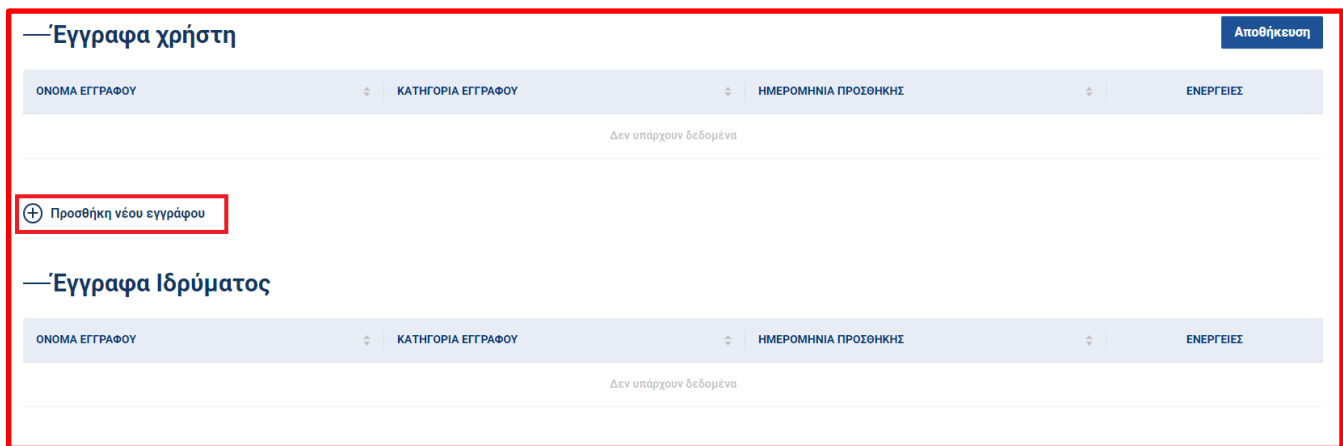 Έγγραφα χρήστη
Αποθήκευση
ΟΝΟΜΑ ΕΓΓΡΑΦΟΥ ΚΑΤΗΓΟΡΙΑ ΕΓΓΡΑΦΟΥ ΗΜΕΡΟΜΗΝΙΑ ΠΡΟΣΘΗΚΗΣ ΕΝΕΡΓΕΙΕΣ
Δεν υπάρχουν δεδομένα
Προσθήκη νέου εγγράφου
Έγγραφα Ιδρύματος
ΟΝΟΜΑ ΕΓΓΡΑΦΟΥ ΚΑΤΗΓΟΡΙΑ ΕΓΓΡΑΦΟΥ ΗΜΕΡΟΜΗΝΙΑ ΠΡΟΣΘΗΚΗΣ ΕΝΕΡΓΕΙΕΣ
Δεν υπάρχουν δεδομένα